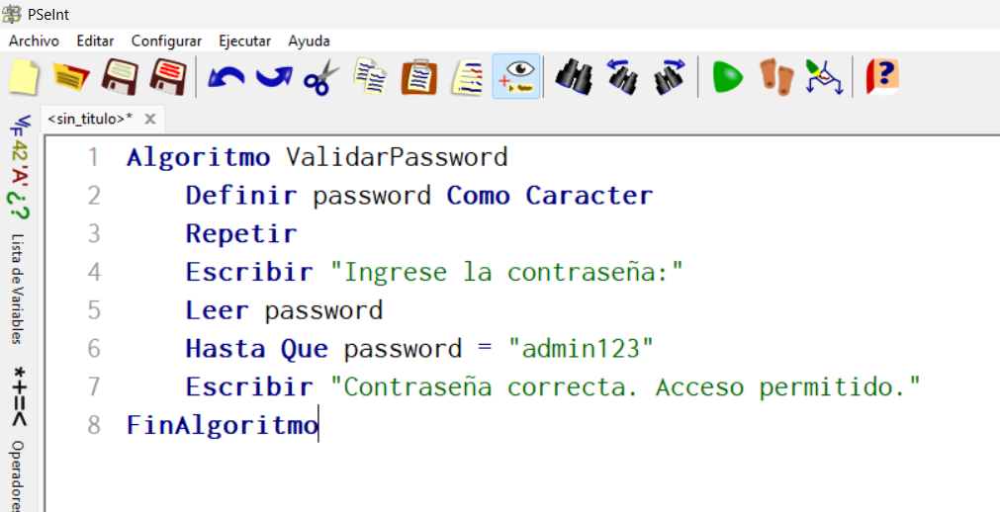 PSeInt
Archivo Editar Configurar Ejecutar Ayuda
<sin_titulo>* x
1 Algoritmo ValidarPassword
2 Definir password Como Caracter
3 Repetir
4 Escribir "Ingrese la contraseña:"
5 Leer password
6 Hasta Que password = "admin123"
7 Escribir "Contraseña correcta. Acceso permitido."
8 FinAlgoritmo
V/F 42 'A' ¿?
Lista de Variables
*+=<
Operadores